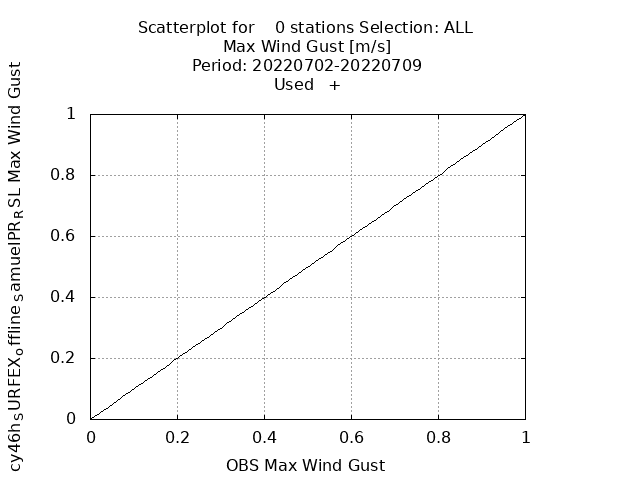 Scatterplot for 0 stations Selection: ALL
Max Wind Gust [m/s]
Period: 20220702-20220709
Used +
cy46hSURFEXofflinesamuelPRRSL Max Wind Gust
1
0.8
0.6
0.4
0.2
0
0 0.2 0.4 0.6 0.8 1
OBS Max Wind Gust